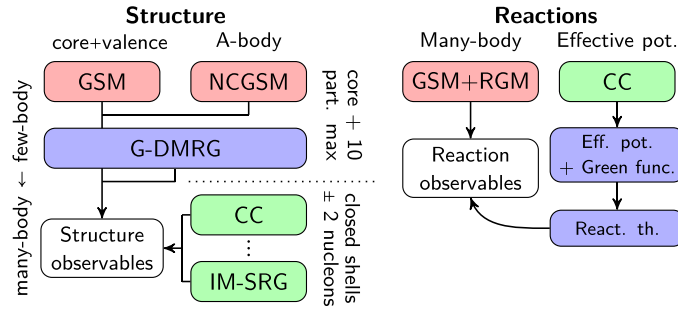 Structure
core+valence
A-body
GSM
NCGSM
G-DMRG
core + 10
part. max
many-body ← few-body
CC
⋮
IM-SRG
Structure
observables
closed shells
± 2 nucleons
Reactions
Many-body
Effective pot.
GSM+RGM
CC
Reaction
observables
Eff. pot.
+ Green func.
React. th.